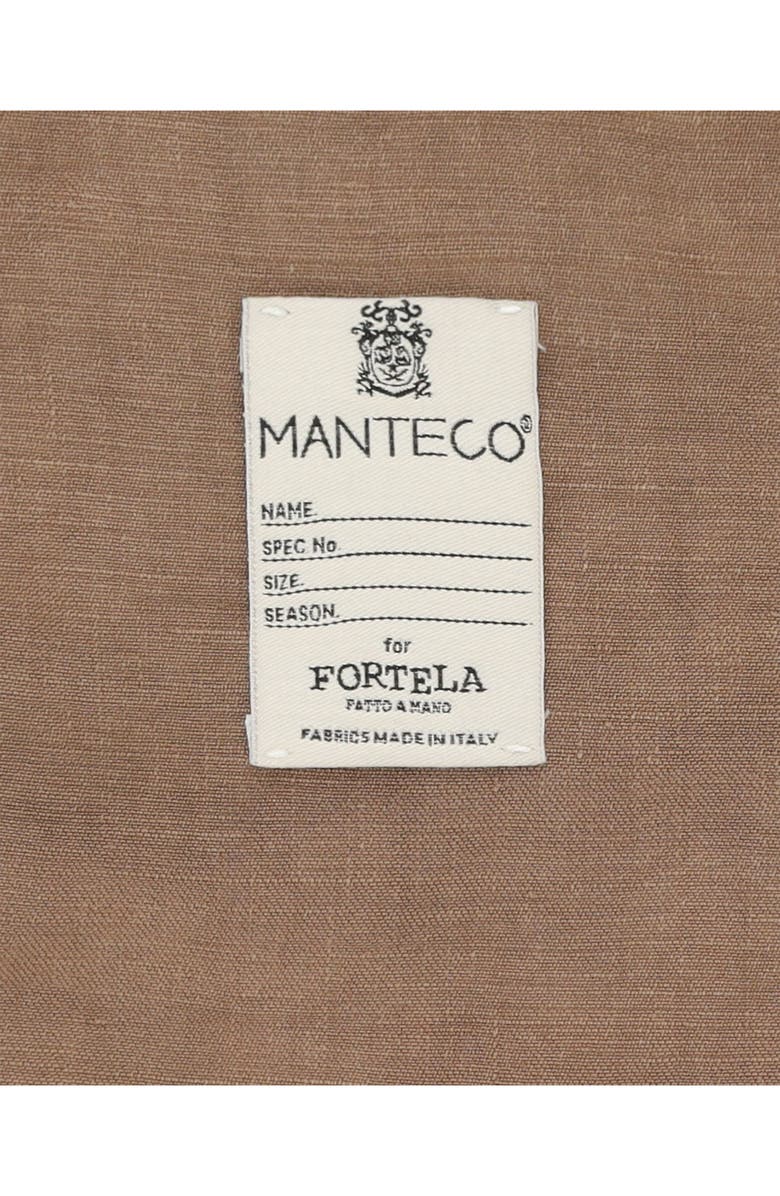 MANTECO®
NAME.
SPEC No.
SIZE.
SEASON.
for
FORTELA
FATTO A MANO
FABRICS MADE IN ITALY